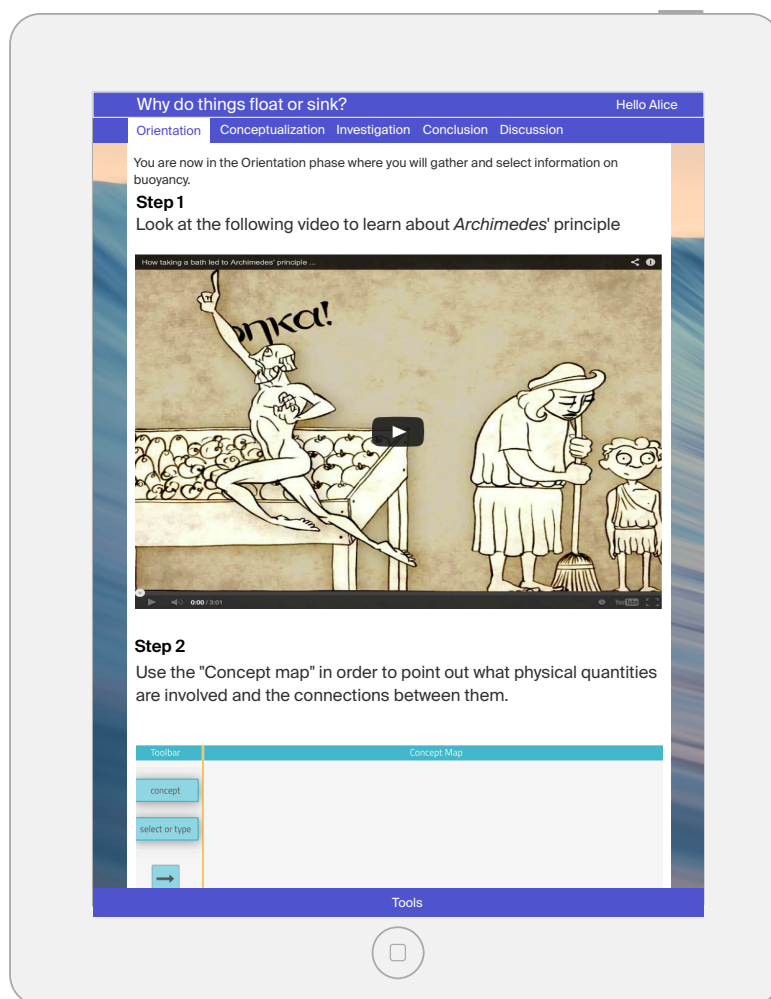 Why do things float or sink?
Hello Alice
Orientation Conceptualization Investigation Conclusion Discussion
You are now in the Orientation phase where you will gather and select information on
buoyancy.
Step 1
Look at the following video to learn about Archimedes' principle
How taking a bath led to Archimedes' principle ...
ηκα!
0:00 / 3:01
YouTube
Step 2
Use the "Concept map" in order to point out what physical quantities
are involved and the connections between them.
Toolbar
Concept Map
concept
select or type
Tools